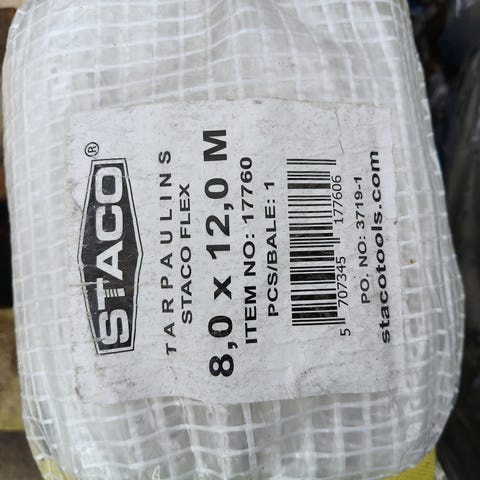 STACO®
TARPAULINS
STACO FLEX
8,0 x 12,0 M
ITEM NO: 17760
PCS/BALE: 1
5 707345 177606
PO. NO: 3719-1
stacotools.com